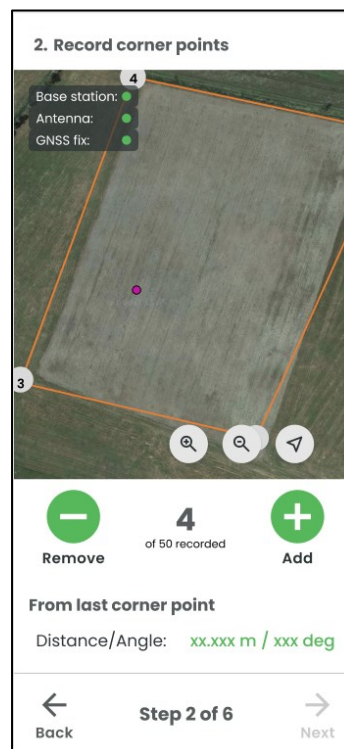 2. Record corner points
4
Base station:
Antenna:
GNSS fix:
3
4
of 50 recorded
Remove
Add
From last corner point
Distance/Angle: xx.xxx m / xxx deg
Back
Step 2 of 6
Next